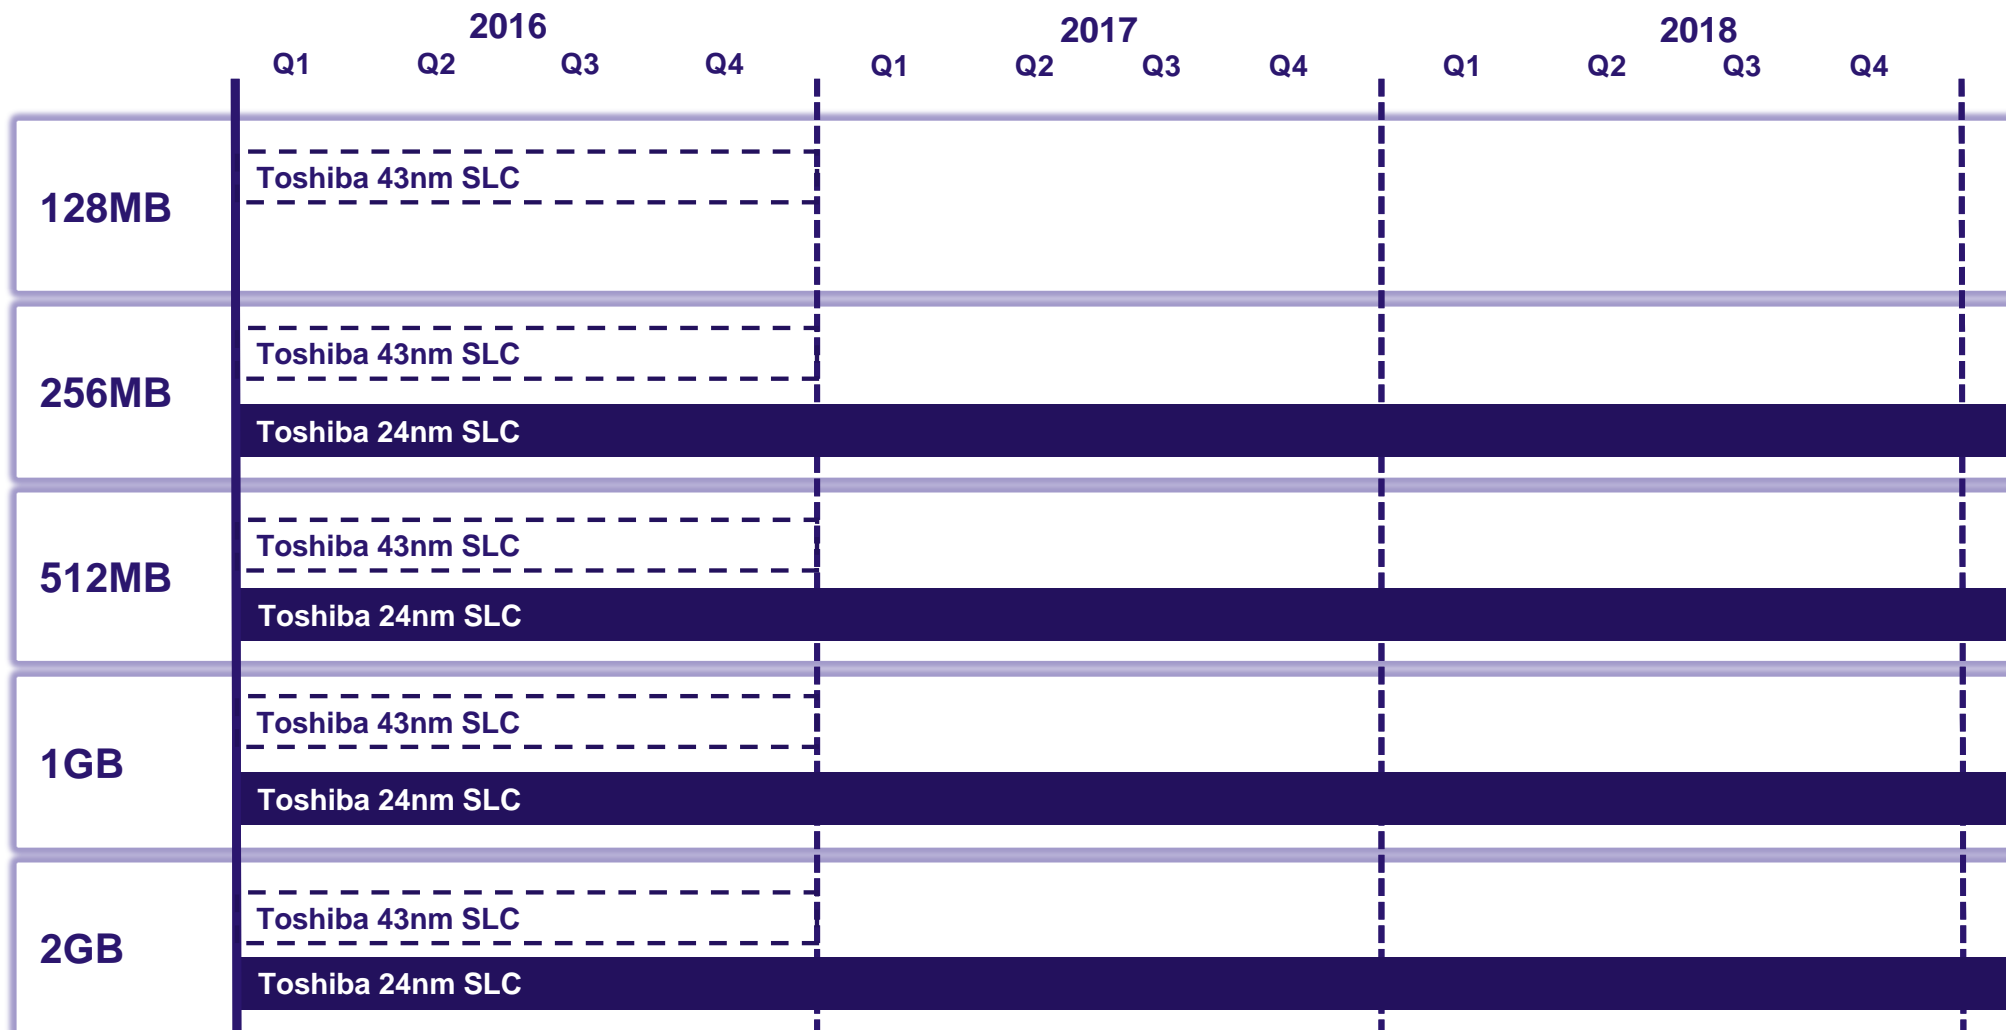 2016 2017 2018
Q1 Q2 Q3 Q4 Q1 Q2 Q3 Q4 Q1 Q2 Q3 Q4
128MB
Toshiba 43nm SLC
256MB
Toshiba 43nm SLC
Toshiba 24nm SLC
512MB
Toshiba 43nm SLC
Toshiba 24nm SLC
1GB
Toshiba 43nm SLC
Toshiba 24nm SLC
2GB
Toshiba 43nm SLC
Toshiba 24nm SLC